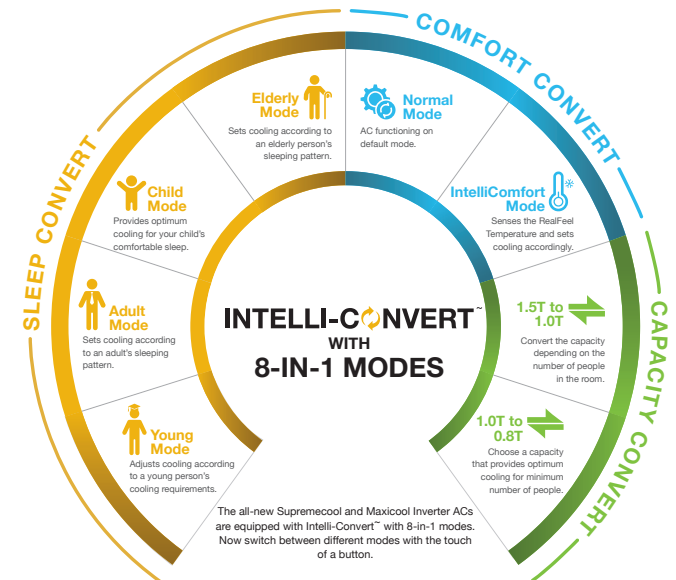 COMFORT CONVERT
SLEEP CONVERT
CAPACITY CONVERT
Elderly
Mode
Sets cooling according to
an elderly person's
sleeping pattern.
Normal
Mode
AC functioning on
default mode.
Child
Mode
Provides optimum
cooling for your child's
comfortable sleep.
IntelliComfort
Mode
Senses the RealFeel
Temperature and sets
cooling accordingly.
Adult
Mode
Sets cooling according
to an adult's sleeping
pattern.
1.5T to
1.0T
Convert the capacity
depending on the
number of people
in the room.
Young
Mode
Adjusts cooling according
to a young person's
cooling requirements.
1.0T to
0.8T
Choose a capacity
that provides optimum
cooling for minimum
number of people.
INTELLI-CONVERT~
WITH
8-IN-1 MODES
The all-new Supremecool and Maxicool Inverter ACs
are equipped with Intelli-Convert~ with 8-in-1 modes.
Now switch between different modes with the touch
of a button.